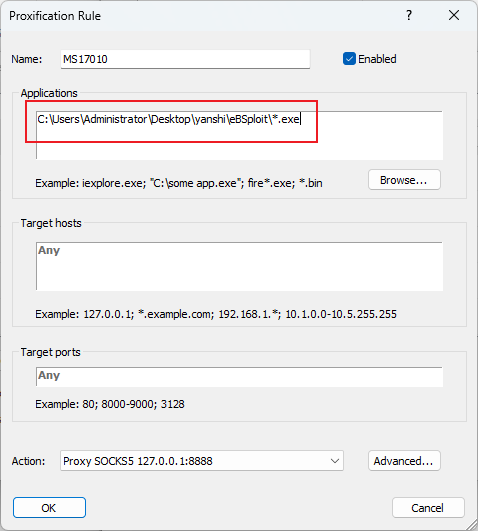 Proxification Rule
Name: MS17010 Enabled
Applications
C:\Users\Administrator\Desktop\yanshi\eBSploit\*.exe
Example: iexplore.exe; "C:\some app.exe"; fire*.exe; *.bin
Browse...
Target hosts
Any
Example: 127.0.0.1; *.example.com; 192.168.1.*; 10.1.0.0-10.5.255.255
Target ports
Any
Example: 80; 8000-9000; 3128
Action: Proxy SOCKS5 127.0.0.1:8888 Advanced...
OK Cancel